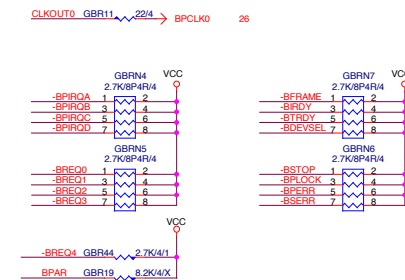 CLKOUT0 GBR11 22/4 BPCLK0 26
GBRN4 VCC
2.7K/8P4R/4
-BPIRQA 1 2
-BPIRQB 3 4
-BPIRQC 5 6
-BPIRQD 7 8
GBRN5
2.7K/8P4R/4
-BREQ0 1 2
-BREQ1 3 4
-BREQ2 5 6
-BREQ3 7 8
VCC
-BREQ4 GBR44 2.7K/4/1
BPAR GBR19 8.2K/4/X
GBRN7
2.7K/8P4R/4
-BFRAME 1 2
-BIRDY 3 4
-BTRDY 5 6
-BDEVSEL 7 8
GBRN6
2.7K/8P4R/4
-BSTOP 1 2
-BPLOCK 3 4
-BPERR 5 6
-BSERR 7 8